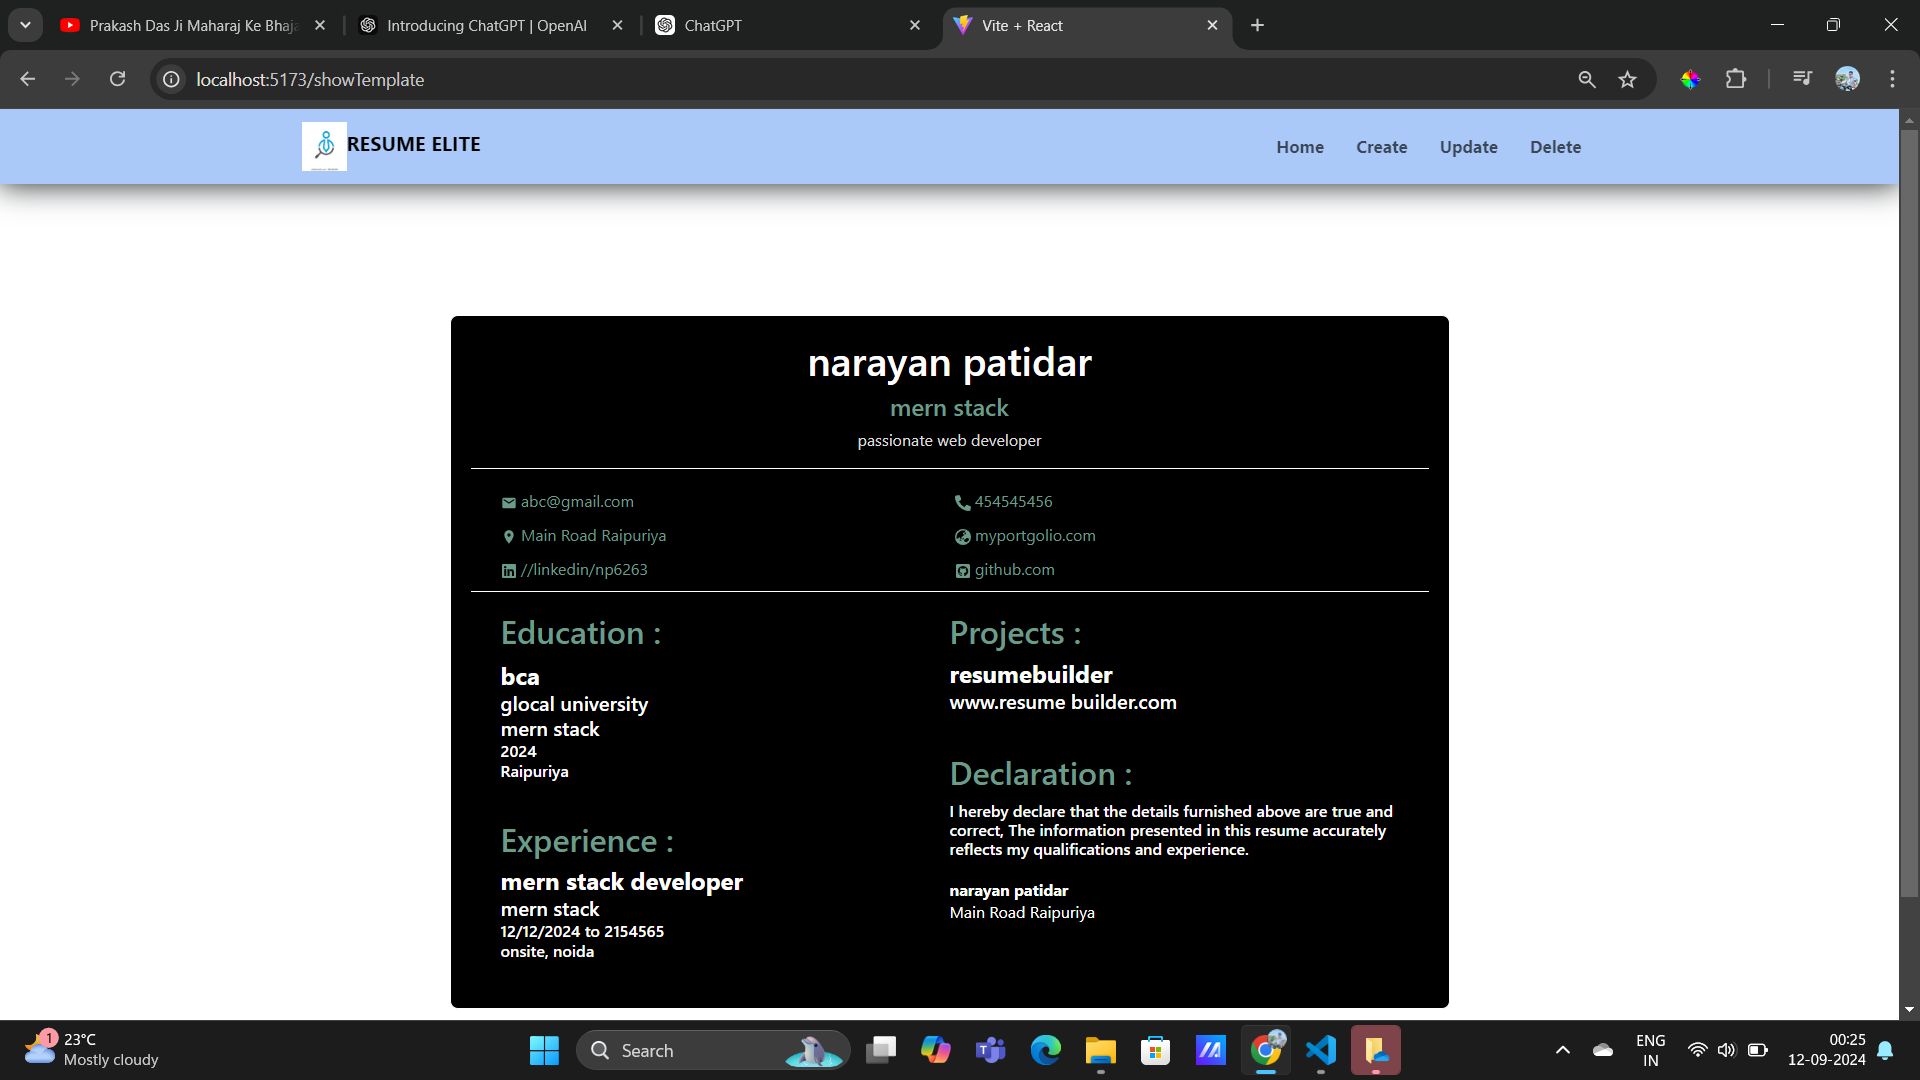 Prakash Das Ji Maharaj Ke Bhaja
Introducing ChatGPT | OpenAI
ChatGPT
Vite + React
localhost:5173/showTemplate
RESUME ELITE
Home Create Update Delete
narayan patidar
mern stack
passionate web developer
abc@gmail.com
454545456
Main Road Raipuriya
myportgolio.com
//linkedin/np6263
github.com
Education :
bca
glocal university
mern stack
2024
Raipuriya
Experience :
mern stack developer
mern stack
12/12/2024 to 2154565
onsite, noida
Projects :
resumebuilder
www.resume builder.com
Declaration :
I hereby declare that the details furnished above are true and
correct, The information presented in this resume accurately
reflects my qualifications and experience.
narayan patidar
Main Road Raipuriya
1
23°C
Mostly cloudy
Search
ENG
IN
00:25
12-09-2024